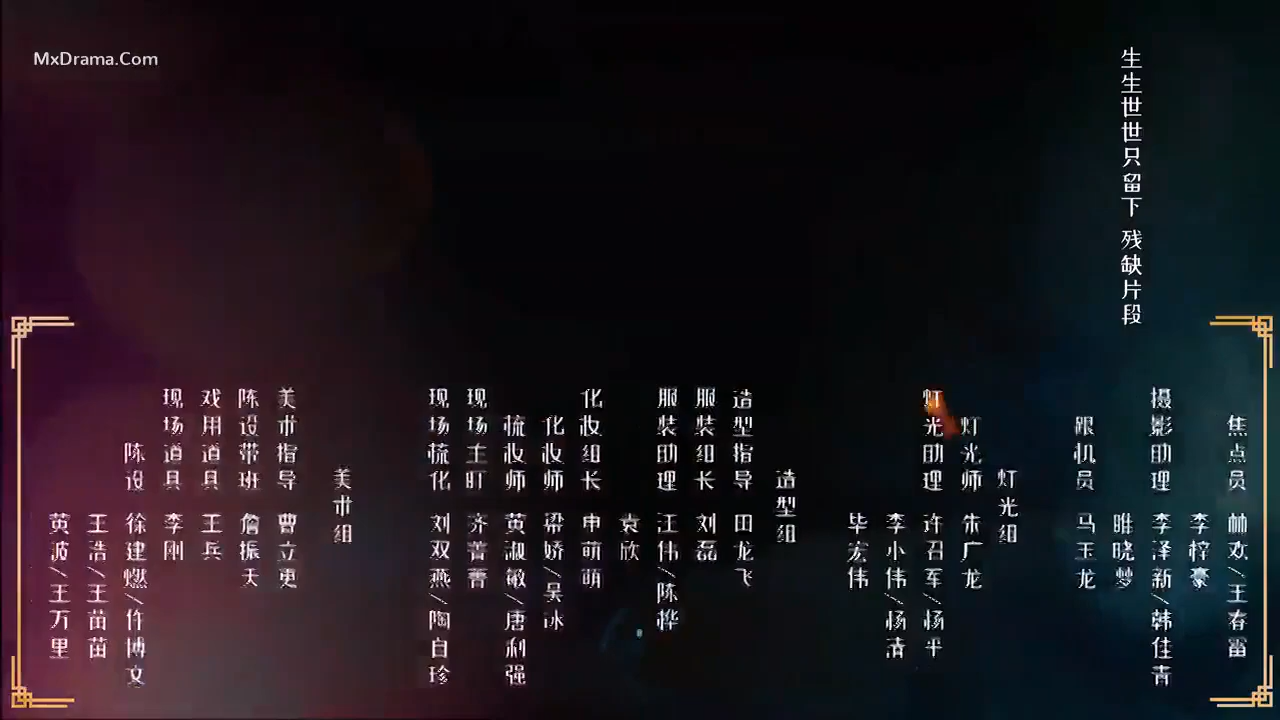 MxDrama.Com
生生世世只留下 残缺片段
焦点员 林欢/王春雷
李梓豪
摄影助理 李泽新/韩佳青
睢晓梦
跟机员 马玉龙
灯光组
灯光师 朱广龙
灯光助理 许召军/杨平
李小伟/杨清
毕宏伟
造型组
造型指导 田龙飞
服装组长 刘磊
服装助理 汪伟/陈桦
袁欣
化妆组长 申萌萌
化妆师 梁娇/吴冰
梳妆师 黄淑敏/唐利强
现场主盯 齐菁菁
现场梳化 刘双燕/陶自珍
美术组
美术指导 曹立更
陈设带班 詹振天
戏用道具 王兵
现场道具 李刚
陈设 徐建燃/仵博文
王浩/王苗苗
黄波/王万里